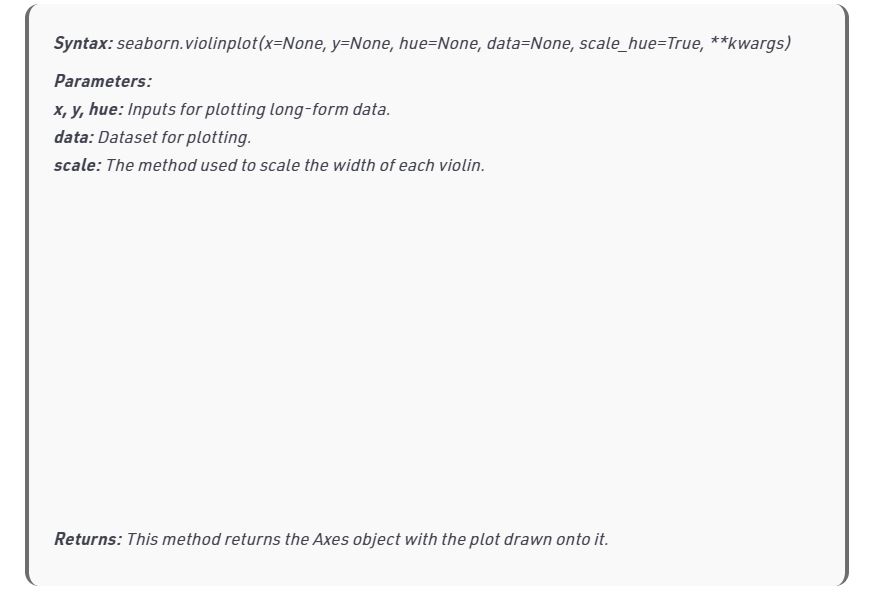 Syntax: seaborn.violinplot(x=None, y=None, hue=None, data=None, scale_hue=True, **kwargs)
Parameters:
x, y, hue: Inputs for plotting long-form data.
data: Dataset for plotting.
scale: The method used to scale the width of each violin.
Returns: This method returns the Axes object with the plot drawn onto it.